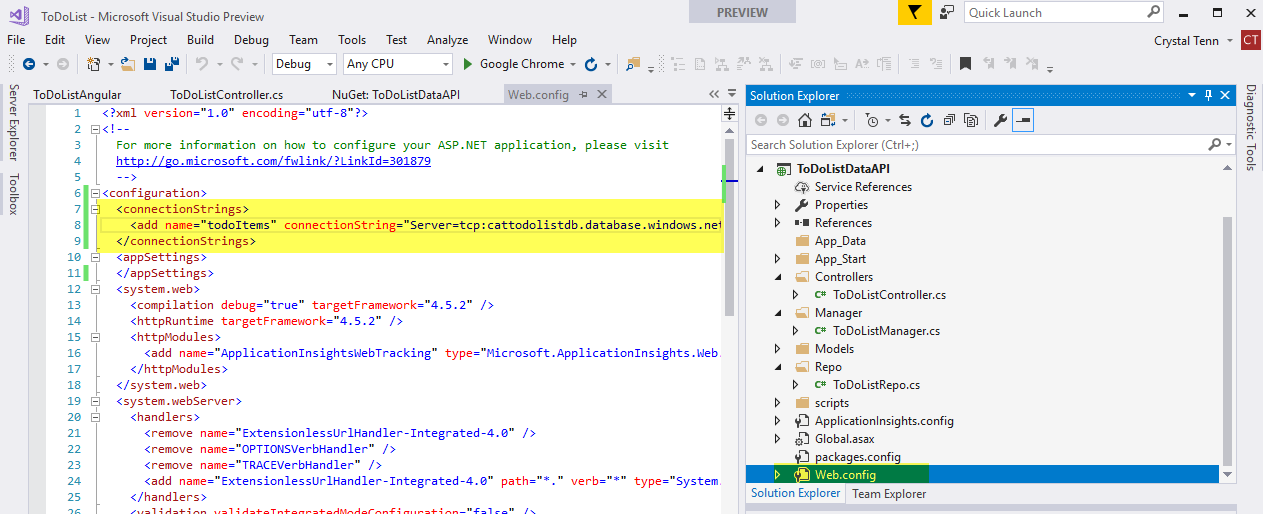 ToDoList - Microsoft Visual Studio Preview
PREVIEW
Quick Launch
File Edit View Project Build Debug Team Tools Test Analyze Window Help
Crystal Tenn CT
Debug Any CPU Google Chrome
Server Explorer
Toolbox
ToDoListAngular ToDoListController.cs NuGet: ToDoListDataAPI Web.config
1 <?xml version="1.0" encoding="utf-8"?>
2 <!--
3 For more information on how to configure your ASP.NET application, please visit
4 http://go.microsoft.com/fwlink/?LinkId=301879
5 -->
6 <configuration>
7 <connectionStrings>
8 <add name="todoItems" connectionString="Server=tcp:cattodolistdb.database.windows.net
9 </connectionStrings>
10 <appSettings>
11 </appSettings>
12 <system.web>
13 <compilation debug="true" targetFramework="4.5.2" />
14 <httpRuntime targetFramework="4.5.2" />
15 <httpModules>
16 <add name="ApplicationInsightsWebTracking" type="Microsoft.ApplicationInsights.Web.
17 </httpModules>
18 </system.web>
19 <system.webServer>
20 <handlers>
21 <remove name="ExtensionlessUrlHandler-Integrated-4.0" />
22 <remove name="OPTIONSVerbHandler" />
23 <remove name="TRACEVerbHandler" />
24 <add name="ExtensionlessUrlHandler-Integrated-4.0" path="*." verb="*" type="System.
25 </handlers>
26 <validation validateIntegratedModeConfiguration="false" />
Solution Explorer
Search Solution Explorer (Ctrl+;)
ToDoListDataAPI
Service References
Properties
References
App_Data
App_Start
Controllers
C# ToDoListController.cs
Manager
C# ToDoListManager.cs
Models
Repo
C# ToDoListRepo.cs
scripts
ApplicationInsights.config
Global.asax
packages.config
Web.config
Solution Explorer Team Explorer
Diagnostic Tools